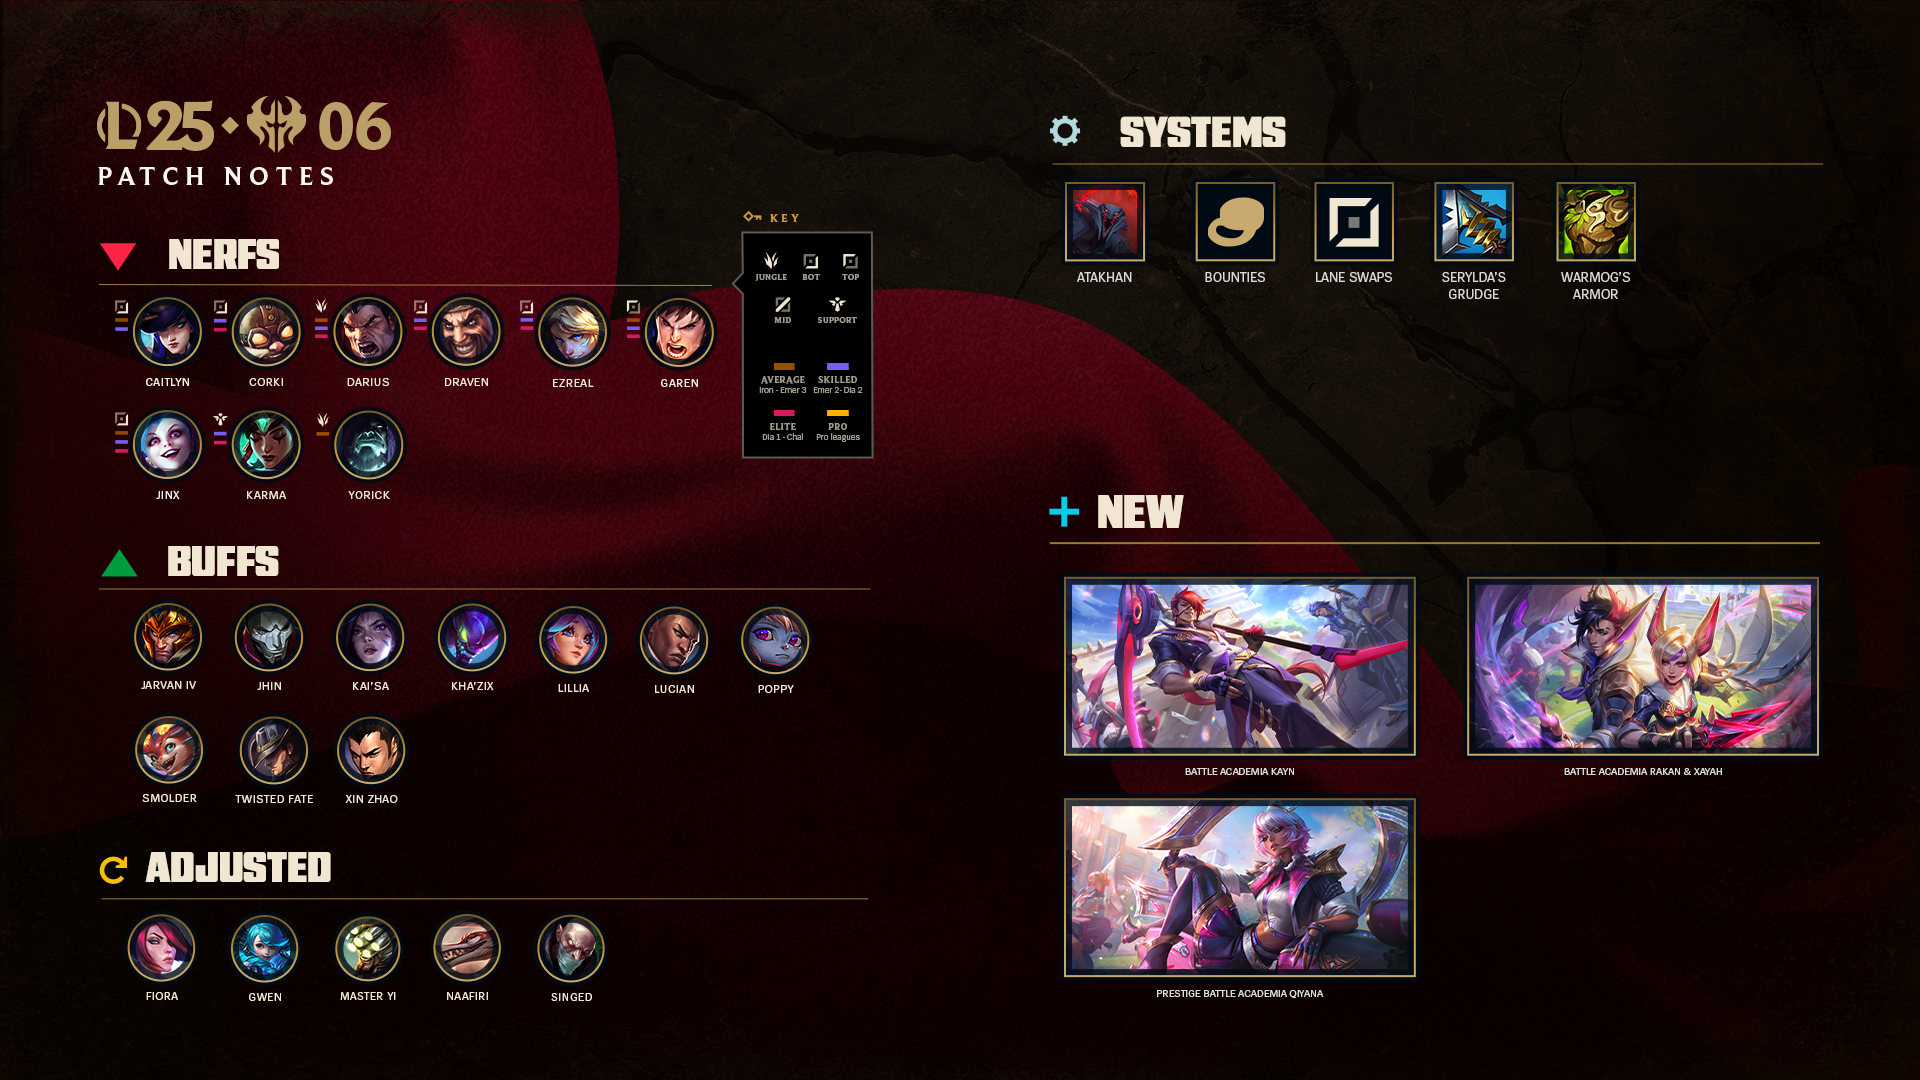 25 06
PATCH NOTES
NERFS
CAITLYN CORKI DARIUS DRAVEN EZREAL GAREN
JINX KARMA YORICK
KEY
JUNGLE BOT TOP
MID SUPPORT
AVERAGE SKILLED
Iron - Emer 3 Emer 2- Dia 2
ELITE PRO
Dia 1 - Chal Pro leagues
BUFFS
JARVAN IV JHIN KAI'SA KHA'ZIX LILLIA LUCIAN POPPY
SMOLDER TWISTED FATE XIN ZHAO
ADJUSTED
FIORA GWEN MASTER YI NAAFIRI SINGED
SYSTEMS
ATAKHAN BOUNTIES LANE SWAPS SERYLDA'S WARMOG'S
GRUDGE ARMOR
NEW
BATTLE ACADEMIA KAYN BATTLE ACADEMIA RAKAN & XAYAH
PRESTIGE BATTLE ACADEMIA QIYANA